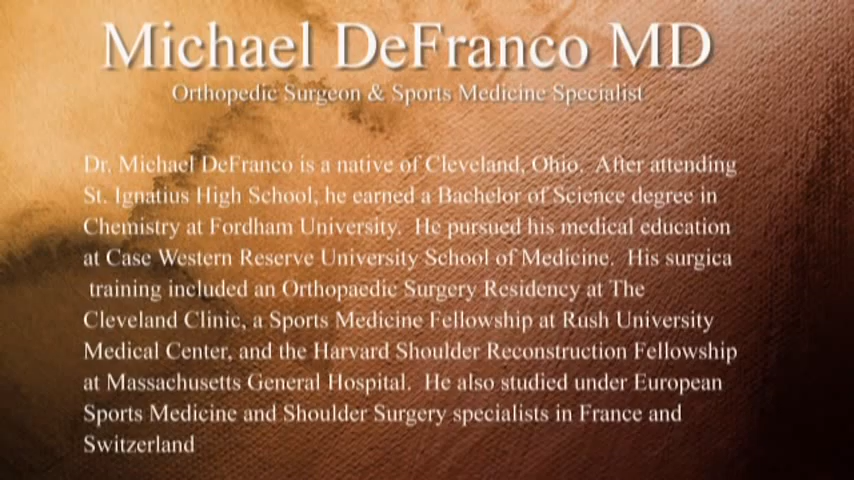 Michael DeFranco MD
Orthopedic Surgeon & Sports Medicine Specialist
Dr. Michael DeFranco is a native of Cleveland, Ohio. After attending
St. Ignatius High School, he earned a Bachelor of Science degree in
Chemistry at Fordham University. He pursued his medical education
at Case Western Reserve University School of Medicine. His surgica
training included an Orthopaedic Surgery Residency at The
Cleveland Clinic, a Sports Medicine Fellowship at Rush University
Medical Center, and the Harvard Shoulder Reconstruction Fellowship
at Massachusetts General Hospital. He also studied under European
Sports Medicine and Shoulder Surgery specialists in France and
Switzerland